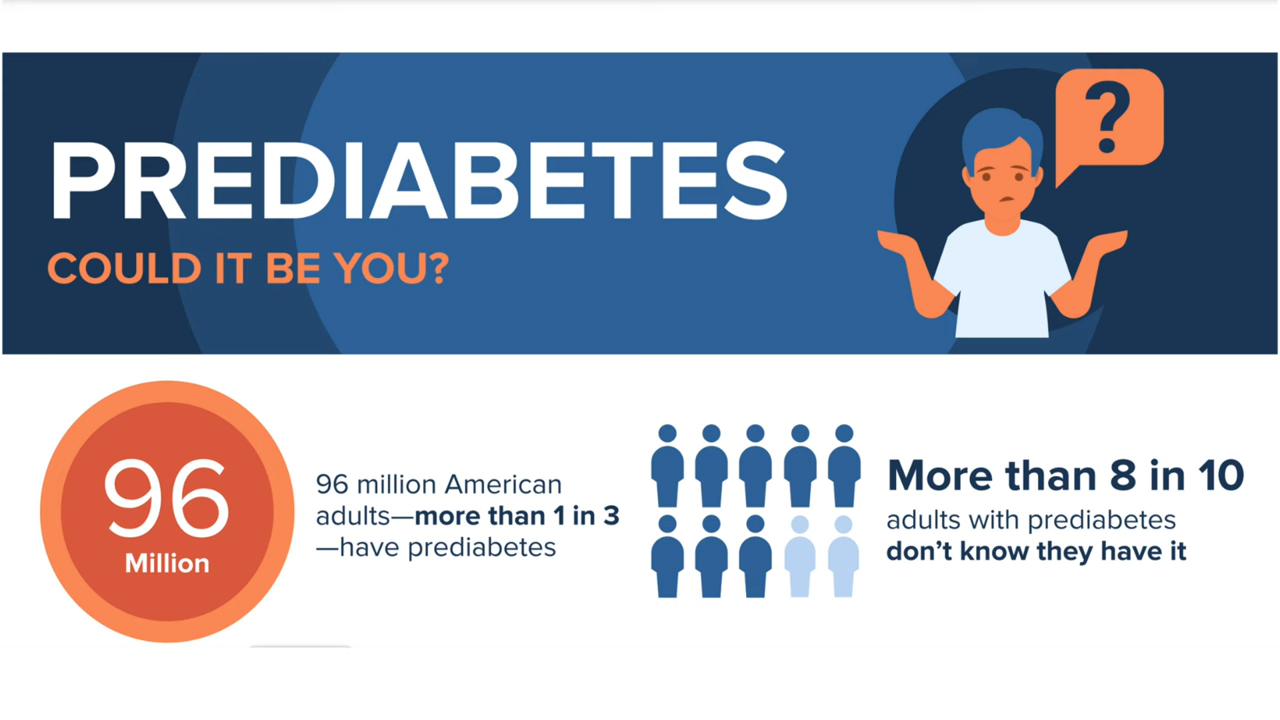 PREDIABETES
COULD IT BE YOU?
?
96
Million
96 million American
adults—more than 1 in 3
—have prediabetes
More than 8 in 10
adults with prediabetes
don’t know they have it